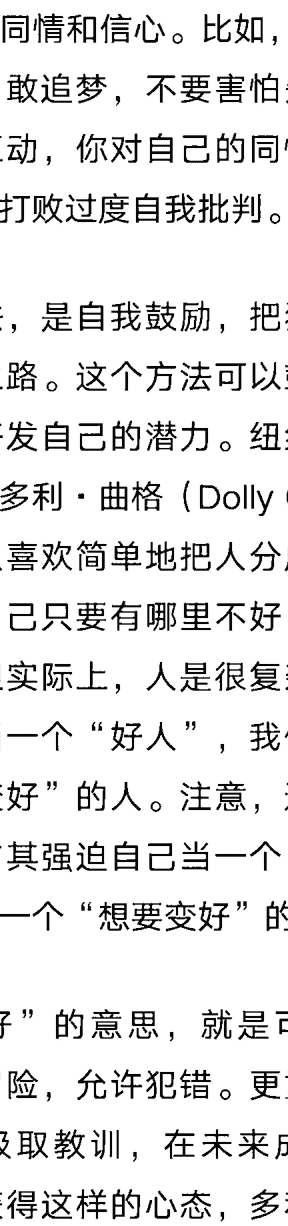 同情和信心。比如，
敢追梦，不要害怕
动，你对自己的同
打败过度自我批判。
，是自我鼓励，把
路。这个方法可以
发自己的潜力。纽
多利·曲格（Dolly
喜欢简单地把人分
己只要有哪里不好
实际上，人是很复
一个“好人”，我
好”的人。注意，
其强迫自己当一个
一个“想要变好”的
”的意思，就是
险，允许犯错。更
取教训，在未来
得这样的心态，多